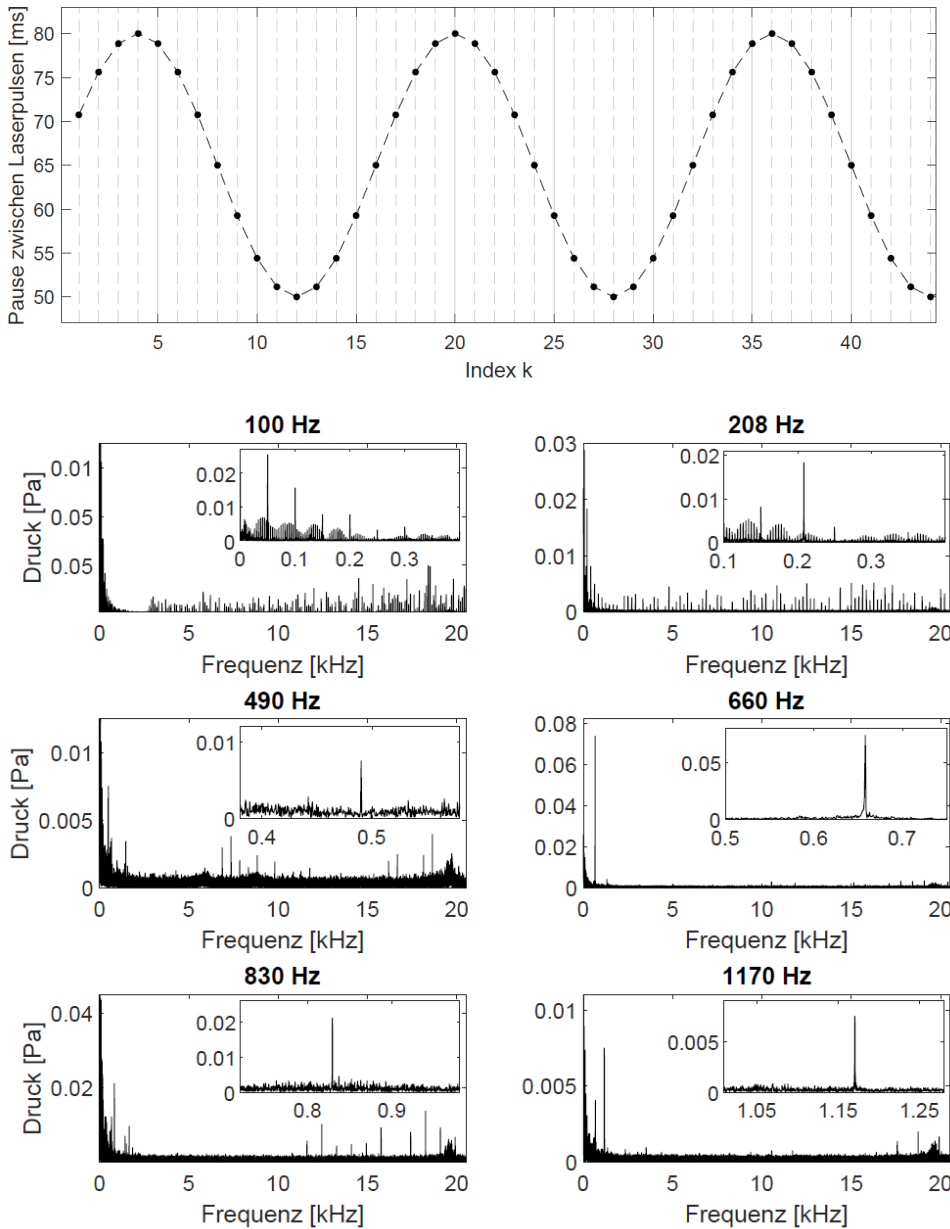 Pause zwischen Laserpulsen [ms]
80
75
70
65
60
55
50
5 10 15 20 25 30 35 40
Index k
100 Hz
Druck [Pa]
0.01
0.05
0.05
0 5 10 15 20
Frequenz [kHz]
0.02
0.01
0
0 0.1 0.2 0.3
208 Hz
0.03
0.02
0.01
0
0 5 10 15 20
Frequenz [kHz]
0.02
0.01
0
0.1 0.2 0.3
490 Hz
Druck [Pa]
0.01
0.005
0
0 5 10 15 20
Frequenz [kHz]
0.01
0
0.4 0.5
660 Hz
0.08
0.06
0.04
0.02
0
0 5 10 15 20
Frequenz [kHz]
0.05
0
0.5 0.6 0.7
830 Hz
Druck [Pa]
0.04
0.02
0
0 5 10 15 20
Frequenz [kHz]
0.02
0.01
0
0.8 0.9
1170 Hz
0.01
0.005
0
0 5 10 15 20
Frequenz [kHz]
0.005
0
1.05 1.15 1.25